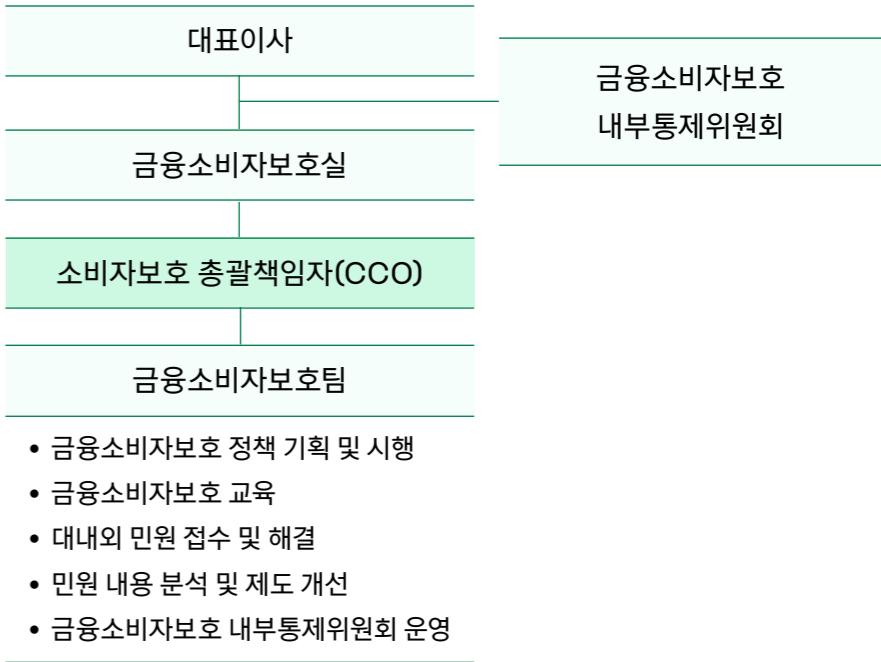 대표이사
금융소비자보호
내부통제위원회
금융소비자보호실
소비자보호 총괄책임자(CCO)
금융소비자보호팀
• 금융소비자보호 정책 기획 및 시행
• 금융소비자보호 교육
• 대내외 민원 접수 및 해결
• 민원 내용 분석 및 제도 개선
• 금융소비자보호 내부통제위원회 운영